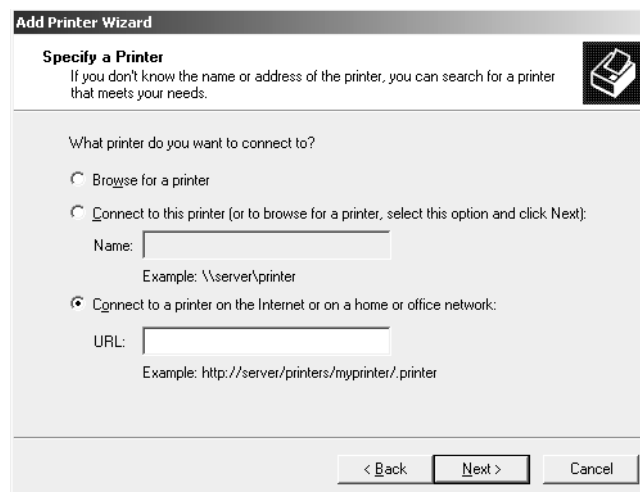 Add Printer Wizard
Specify a Printer
If you don't know the name or address of the printer, you can search for a printer
that meets your needs.
What printer do you want to connect to?
Browse for a printer
Connect to this printer (or to browse for a printer, select this option and click Next):
Name:
Example: \\server\printer
Connect to a printer on the Internet or on a home or office network:
URL:
Example: http://server/printers/myprinter/.printer
< Back Next > Cancel